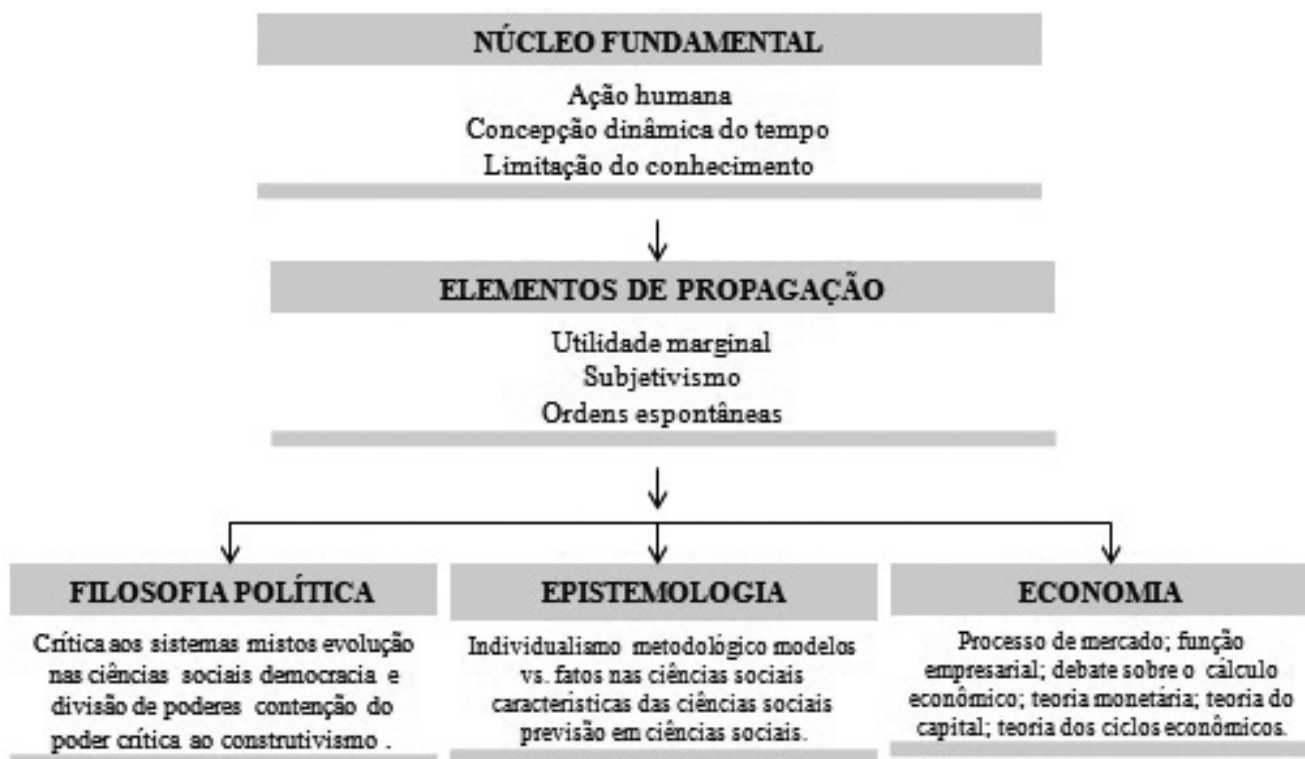 NÚCLEO FUNDAMENTAL
Ação humana
Concepção dinâmica do tempo
Limitação do conhecimento
ELEMENTOS DE PROPAGAÇÃO
Utilidade marginal
Subjetivismo
Ordens espontâneas
FILOSOFIA POLÍTICA
Crítica aos sistemas mistos evolução
nas ciências sociais democracia e
divisão de poderes contenção do
poder crítica ao construtivismo .
EPISTEMOLOGIA
Individualismo metodológico modelos
vs. fatos nas ciências sociais
características das ciências sociais
previsão em ciências sociais.
ECONOMIA
Processo de mercado; função
empresarial; debate sobre o cálculo
econômico; teoria monetária; teoria do
capital; teoria dos ciclos econômicos.